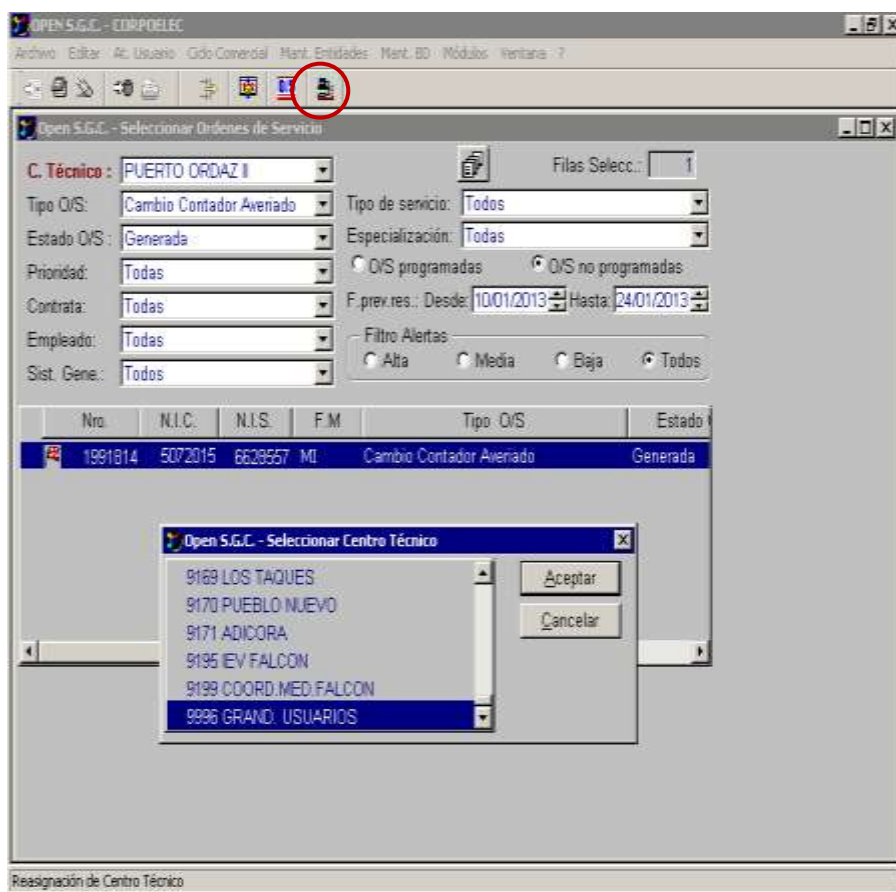 OPEN S.G.C. - CORPOELEC
Archivo Editar At. Usuario Ciclo Comercial Mant. Entidades Mant. BD Módulos Ventana ?
Open S.G.C. - Seleccionar Ordenes de Servicio
C. Técnico : PUERTO ORDAZ II Filas Selecc.: 1
Tipo O/S: Cambio Contador Averiado Tipo de servicio: Todos
Estado O/S : Generada Especialización: Todas
Prioridad: Todas O/S programadas O/S no programadas
Contrata: Todas F.prev.res.: Desde: 10/01/2013 Hasta: 24/01/2013
Empleado: Todas Filtro Alertas
Sist. Gene.: Todos Alta Media Baja Todos
Nro. N.I.C. N.I.S. F.M Tipo O/S Estado
1991814 5072015 6628557 MI Cambio Contador Averiado Generada
Open S.G.C. - Seleccionar Centro Técnico
9169 LOS TAQUES Aceptar
9170 PUEBLO NUEVO
9171 ADICORA Cancelar
9195 IEV FALCON
9199 COORD.MED.FALCON
9996 GRAND. USUARIOS
Reasignación de Centro Técnico